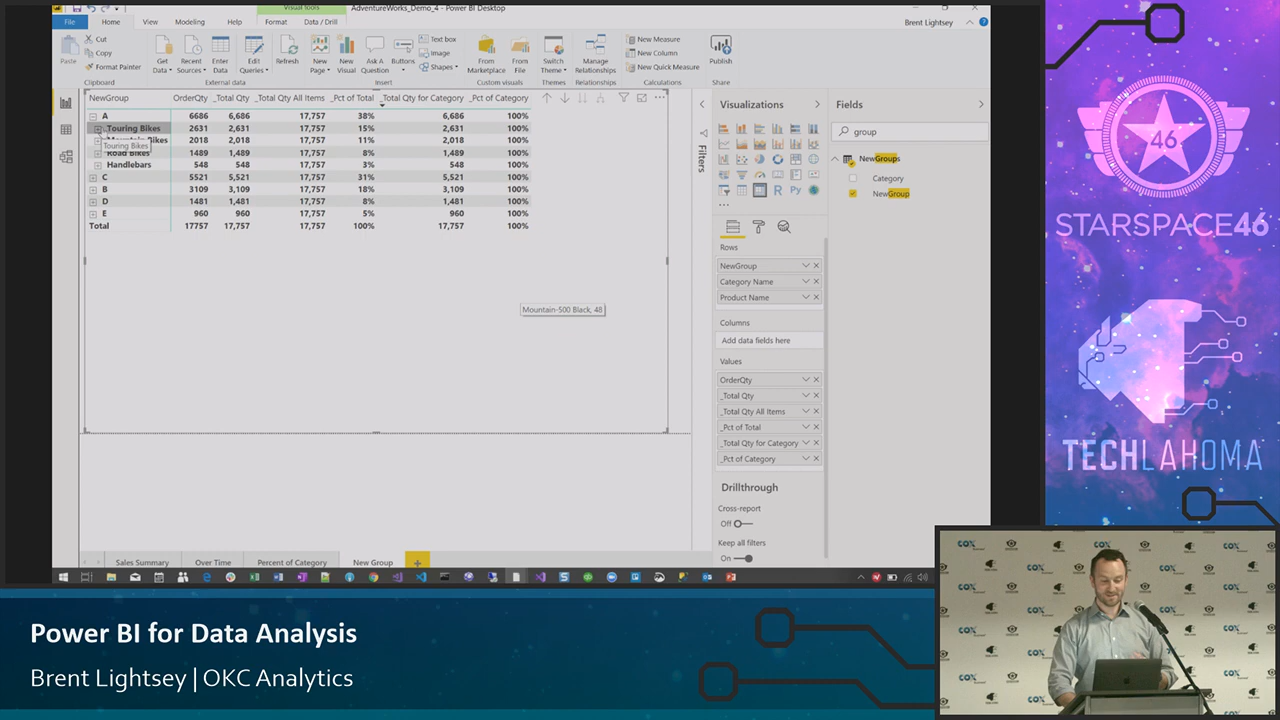 Visual tools
AdventureWorks_Demo_4 - Power BI Desktop
File
Home
View
Modeling
Help
Format
Data / Drill
Brent Lightsey
Paste
Cut
Copy
Format Painter
Clipboard
Get Data
Recent Sources
Enter Data
Edit Queries
Refresh
External data
New Page
New Visual
Ask A Question
Buttons
Text box
Image
Shapes
Insert
From Marketplace
From File
Custom visuals
Switch Theme
Themes
Manage Relationships
Relationships
New Measure
New Column
New Quick Measure
Calculations
Publish
Share
NewGroup OrderQty _Total Qty _Total Qty All Items _Pct of Total _Total Qty for Category _Pct of Category
A 6686 6,686 17,757 38% 6,686 100%
Touring Bikes 2631 2,631 17,757 15% 2,631 100%
Bikes 2018 2,018 17,757 11% 2,018 100%
Touring Bikes
Road Bikes 1489 1,489 17,757 8% 1,489 100%
Handlebars 548 548 17,757 3% 548 100%
C 5521 5,521 17,757 31% 5,521 100%
B 3109 3,109 17,757 18% 3,109 100%
D 1481 1,481 17,757 8% 1,481 100%
E 960 960 17,757 5% 960 100%
Total 17757 17,757 17,757 100% 17,757 100%
Mountain-500 Black, 48
Filters
Visualizations
R Py
Rows
NewGroup
Category Name
Product Name
Columns
Add data fields here
Values
OrderQty
_Total Qty
_Total Qty All Items
_Pct of Total
_Total Qty for Category
_Pct of Category
Drillthrough
Cross-report
Off
Keep all filters
On
Fields
group
NewGroups
Category
NewGroup
Sales Summary
Over Time
Percent of Category
New Group
46
STARSPACE46
TECHLAHOMA
COX
Power BI for Data Analysis
Brent Lightsey | OKC Analytics